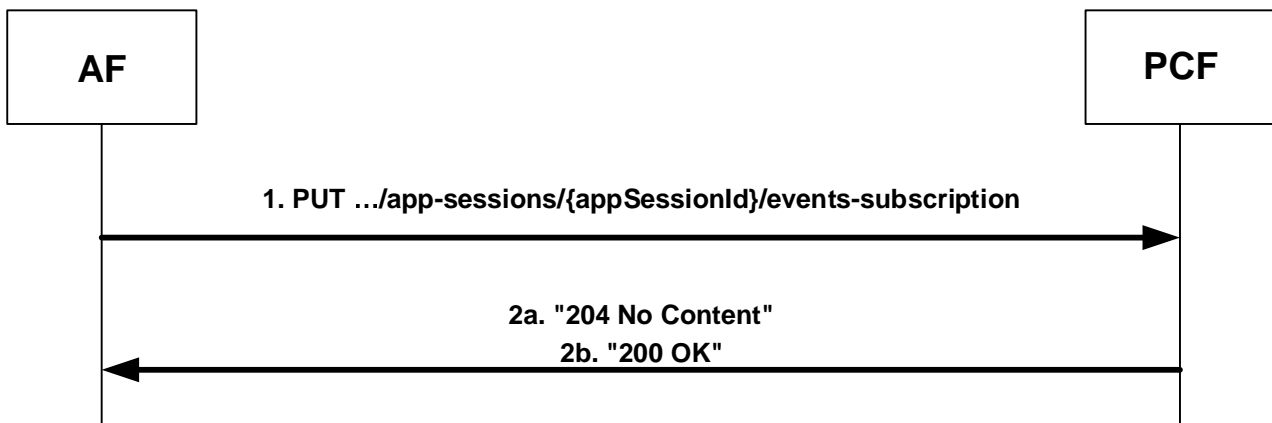 AF
PCF
1. PUT …/app-sessions/{appSessionId}/events-subscription
2a. "204 No Content"
2b. "200 OK"